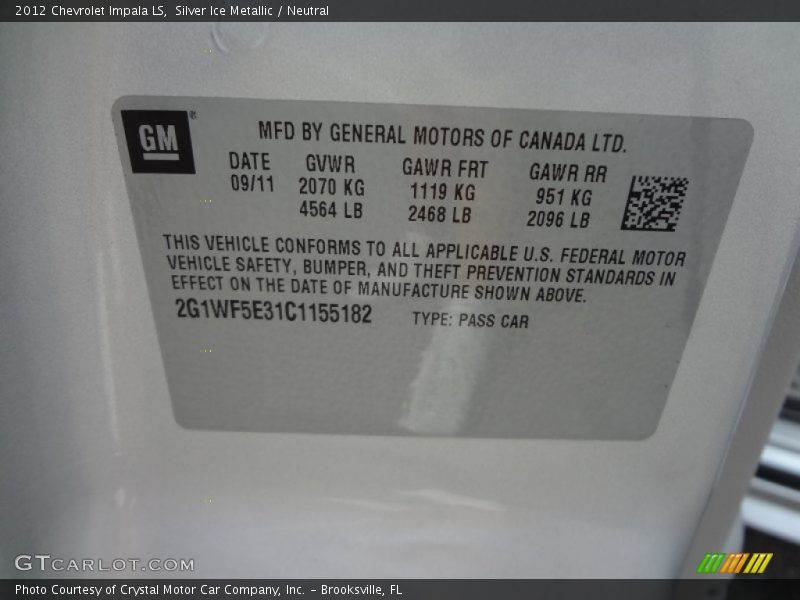 2012 Chevrolet Impala LS, Silver Ice Metallic / Neutral
GM®
MFD BY GENERAL MOTORS OF CANADA LTD.
DATE GVWR GAWR FRT GAWR RR
09/11 2070 KG 1119 KG 951 KG
4564 LB 2468 LB 2096 LB
THIS VEHICLE CONFORMS TO ALL APPLICABLE U.S. FEDERAL MOTOR
VEHICLE SAFETY, BUMPER, AND THEFT PREVENTION STANDARDS IN
EFFECT ON THE DATE OF MANUFACTURE SHOWN ABOVE.
2G1WF5E31C1155182 TYPE: PASS CAR
GTCARLOT.COM
Photo Courtesy of Crystal Motor Car Company, Inc. – Brooksville, FL